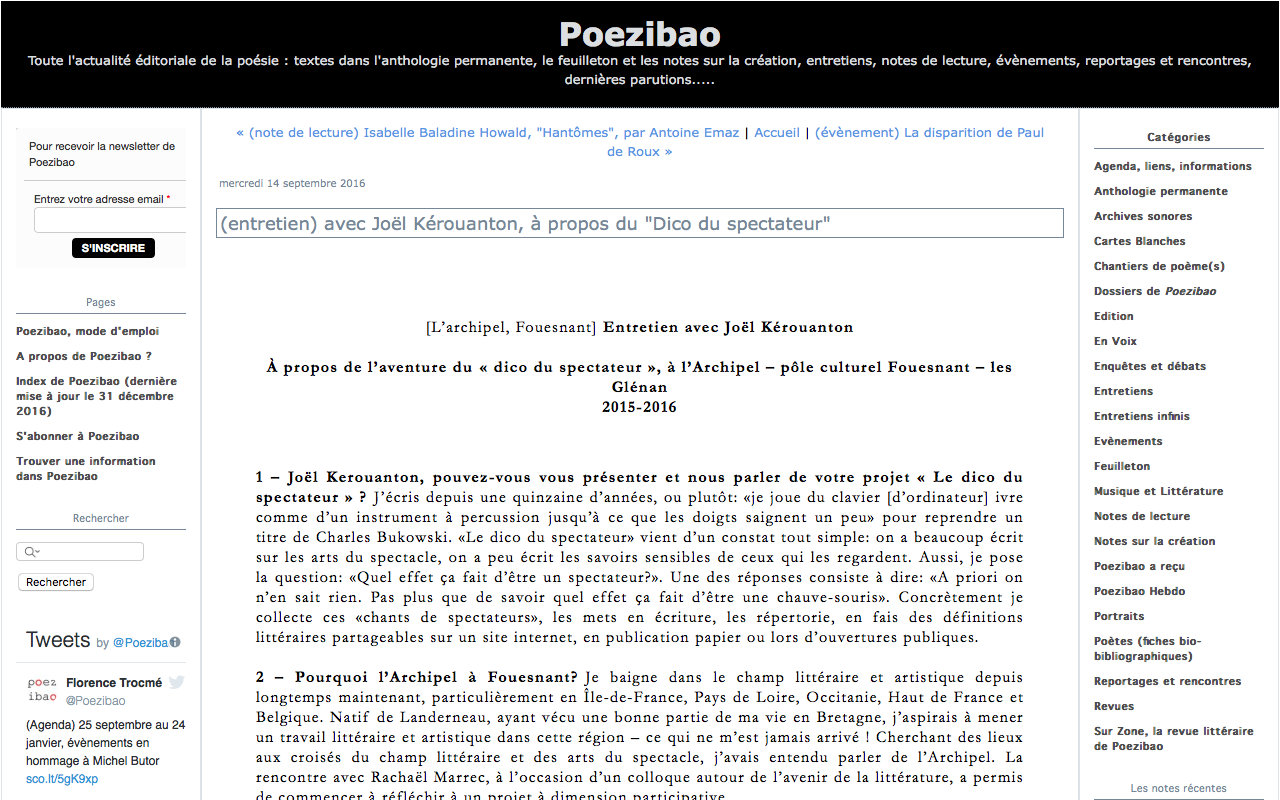 Poezibao
Toute l'actualité éditoriale de la poésie : textes dans l'anthologie permanente, le feuilleton et les notes sur la création, entretiens, notes de lecture, évènements, reportages et rencontres,
dernières parutions.....
Pour recevoir la newsletter de
Poezibao
Entrez votre adresse email *
S'INSCRIRE
Pages
Poezibao, mode d'emploi
A propos de Poezibao ?
Index de Poezibao (dernière
mise à jour le 31 décembre
2016)
S'abonner à Poezibao
Trouver une information
dans Poezibao
Rechercher
Rechercher
Tweets by @Poeziba
Florence Trocmé
@Poezibao
poez
ibao
(Agenda) 25 septembre au 24
janvier, évènements en
hommage à Michel Butor
sco.lt/5gK9xp
« (note de lecture) Isabelle Baladine Howald, "Hantômes", par Antoine Emaz | Accueil | (évènement) La disparition de Paul
de Roux »
mercredi 14 septembre 2016
(entretien) avec Joël Kérouanton, à propos du "Dico du spectateur"
[L'archipel, Fouesnant] Entretien avec Joël Kérouanton
À propos de l'aventure du « dico du spectateur », à l'Archipel – pôle culturel Fouesnant – les
Glénan
2015-2016
1 – Joël Kerouanton, pouvez-vous vous présenter et nous parler de votre projet « Le dico du
spectateur » ? J'écris depuis une quinzaine d'années, ou plutôt: «je joue du clavier [d'ordinateur] ivre
comme d'un instrument à percussion jusqu'à ce que les doigts saignent un peu» pour reprendre un
titre de Charles Bukowski. «Le dico du spectateur» vient d'un constat tout simple: on a beaucoup écrit
sur les arts du spectacle, on a peu écrit les savoirs sensibles de ceux qui les regardent. Aussi, je pose
la question: «Quel effet ça fait d'être un spectateur?». Une des réponses consiste à dire: «A priori on
n'en sait rien. Pas plus que de savoir quel effet ça fait d'être une chauve-souris». Concrètement je
collecte ces «chants de spectateurs», les mets en écriture, les répertorie, en fais des définitions
littéraires partageables sur un site internet, en publication papier ou lors d'ouvertures publiques.
2 – Pourquoi l'Archipel à Fouesnant? Je baigne dans le champ littéraire et artistique depuis
longtemps maintenant, particulièrement en Île-de-France, Pays de Loire, Occitanie, Haut de France et
Belgique. Natif de Landerneau, ayant vécu une bonne partie de ma vie en Bretagne, j'aspirais à mener
un travail littéraire et artistique dans cette région – ce qui ne m'est jamais arrivé ! Cherchant des lieux
aux croisés du champ littéraire et des arts du spectacle, j'avais entendu parler de l'Archipel. La
rencontre avec Rachaël Marrec, à l'occasion d'un colloque autour de l'avenir de la littérature, a permis
de commencer à réfléchir à un projet à dimension participative.
Catégories
Agenda, liens, informations
Anthologie permanente
Archives sonores
Cartes Blanches
Chantiers de poème(s)
Dossiers de Poezibao
Edition
En Voix
Enquêtes et débats
Entretiens
Entretiens infinis
Evènements
Feuilleton
Musique et Littérature
Notes de lecture
Notes sur la création
Poezibao a reçu
Poezibao Hebdo
Portraits
Poètes (fiches bio-
bibliographiques)
Reportages et rencontres
Revues
Sur Zone, la revue littéraire
de Poezibao
Les notes récentes